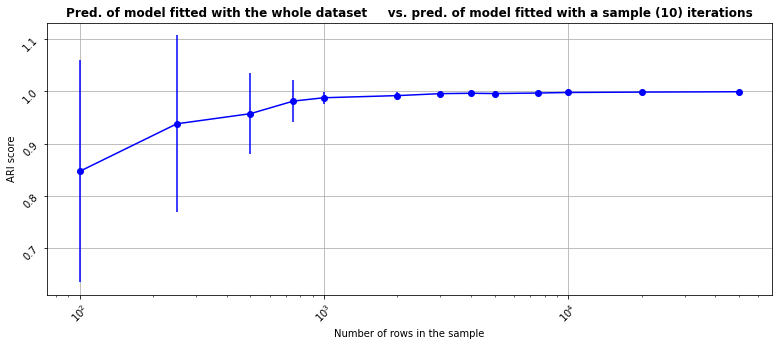 Pred. of model fitted with the whole dataset     vs. pred. of model fitted with a sample (10) iterations
ARI score
1.1
1.0
0.9
0.8
0.7
10² 10³ 10⁴
Number of rows in the sample